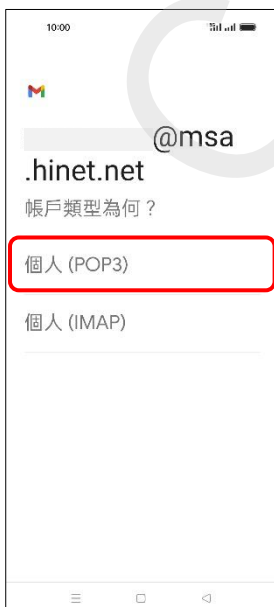 10:00
@msa
.hinet.net
帳戶類型為何？
個人 (POP3)
個人 (IMAP)